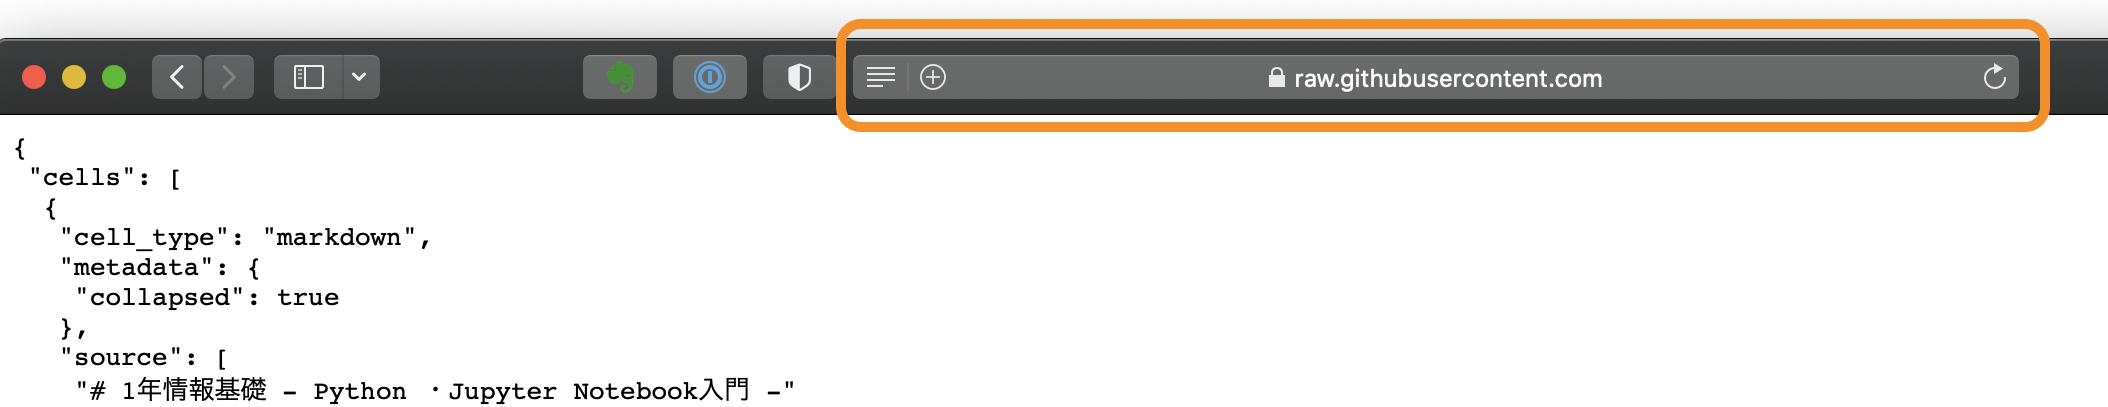 raw.githubusercontent.com
{
"cells": [
{
"cell_type": "markdown",
"metadata": {
"collapsed": true
},
"source": [
"# 1年情報基礎 - Python ・Jupyter Notebook入門 -"